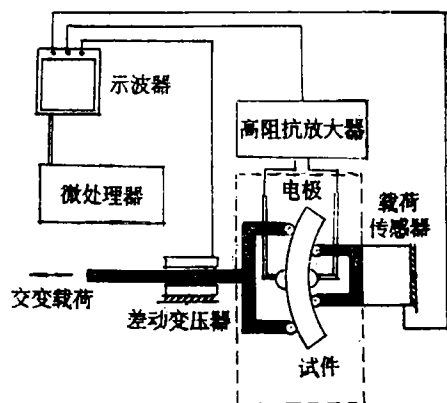 示波器
高阻抗放大器
微处理器
电极
载荷
传感器
交变载荷
差动变压器
试件